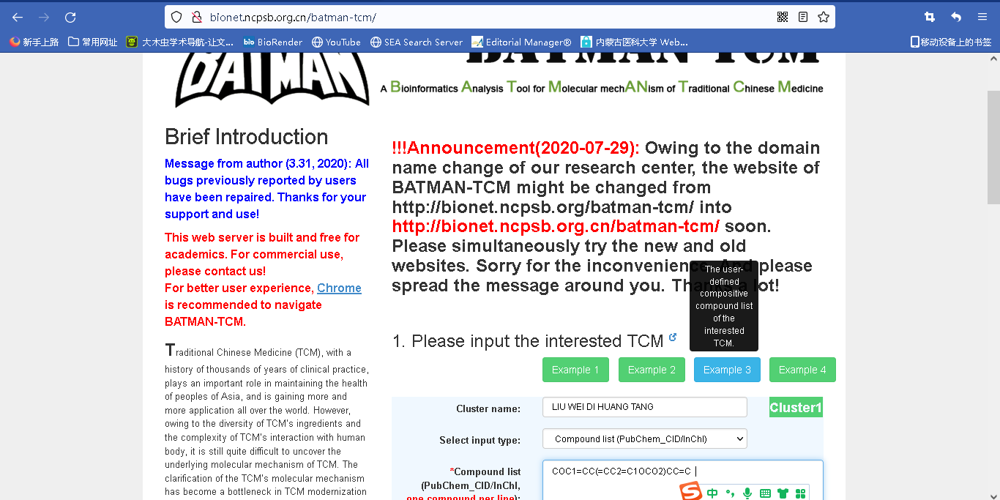 bionet.ncpsb.org.cn/batman-tcm/
新手上路 常用网址 大木虫学术导航-让文... bio BioRender YouTube SEA Search Server Editorial Manager® 内蒙古医科大学 Web... 移动设备上的书签
BATMAN BATMAN TCM
A Bioinformatics Analysis Tool for Molecular mechANism of Traditional Chinese Medicine
Brief Introduction
Message from author (3.31, 2020): All
bugs previously reported by users
have been repaired. Thanks for your
support and use!
This web server is built and free for
academics. For commercial use,
please contact us!
For better user experience, Chrome
is recommended to navigate
BATMAN-TCM.
Traditional Chinese Medicine (TCM), with a
history of thousands of years of clinical practice,
plays an important role in maintaining the health
of peoples of Asia, and is gaining more and
more application all over the world. However,
owing to the diversity of TCM's ingredients and
the complexity of TCM's interaction with human
body, it is still quite difficult to uncover the
underlying molecular mechanism of TCM. The
clarification of the TCM's molecular mechanism
has become a bottleneck in TCM modernization
!!!Announcement(2020-07-29): Owing to the domain
name change of our research center, the website of
BATMAN-TCM might be changed from
http://bionet.ncpsb.org/batman-tcm/ into
http://bionet.ncpsb.org.cn/batman-tcm/ soon.
Please simultaneously try the new and old
websites. Sorry for the inconvenience. And please
spread the message around you. Thanks a lot!
The user-
defined
compositive
compound list
of the
interested
TCM.
1. Please input the interested TCM
Example 1 Example 2 Example 3 Example 4
Cluster name: LIU WEI DI HUANG TANG Cluster1
Select input type: Compound list (PubChem_CID/InChI)
*Compound list COC1=CC(=CC2=C1OCO2)CC=C
(PubChem_CID/InChI,
one compound per line):
S 中